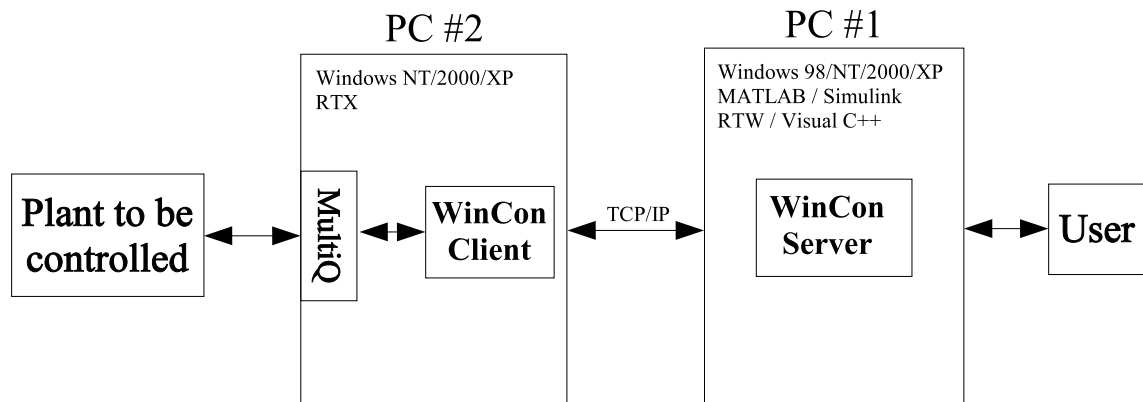 PC #2
PC #1
Windows NT/2000/XP
RTX
Windows 98/NT/2000/XP
MATLAB / Simulink
RTW / Visual C++
Plant to be
controlled
MultiQ
WinCon
Client
TCP/IP
WinCon
Server
User